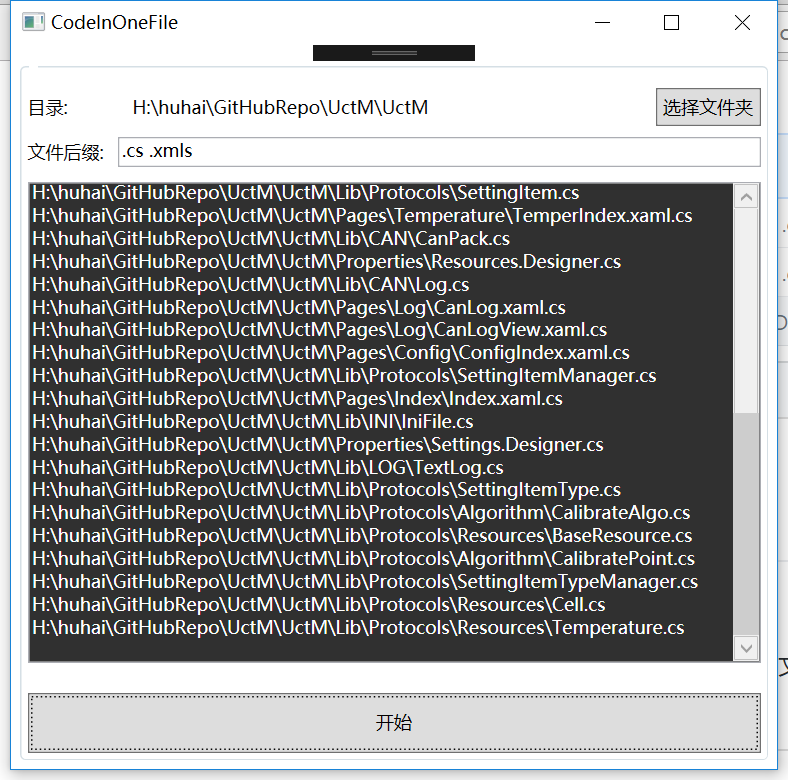 CodeInOneFile
目录: H:\huhai\GitHubRepo\UctM\UctM 选择文件夹
文件后缀: .cs .xmls
H:\huhai\GitHubRepo\UctM\UctM\Lib\Protocols\SettingItem.cs
H:\huhai\GitHubRepo\UctM\UctM\Pages\Temperature\TemperIndex.xaml.cs
H:\huhai\GitHubRepo\UctM\UctM\Lib\CAN\CanPack.cs
H:\huhai\GitHubRepo\UctM\UctM\Properties\Resources.Designer.cs
H:\huhai\GitHubRepo\UctM\UctM\Lib\CAN\Log.cs
H:\huhai\GitHubRepo\UctM\UctM\Pages\Log\CanLog.xaml.cs
H:\huhai\GitHubRepo\UctM\UctM\Pages\Log\CanLogView.xaml.cs
H:\huhai\GitHubRepo\UctM\UctM\Pages\Config\ConfigIndex.xaml.cs
H:\huhai\GitHubRepo\UctM\UctM\Lib\Protocols\SettingItemManager.cs
H:\huhai\GitHubRepo\UctM\UctM\Pages\Index\Index.xaml.cs
H:\huhai\GitHubRepo\UctM\UctM\Lib\INI\IniFile.cs
H:\huhai\GitHubRepo\UctM\UctM\Properties\Settings.Designer.cs
H:\huhai\GitHubRepo\UctM\UctM\Lib\LOG\TextLog.cs
H:\huhai\GitHubRepo\UctM\UctM\Lib\Protocols\SettingItemType.cs
H:\huhai\GitHubRepo\UctM\UctM\Lib\Protocols\Algorithm\CalibrateAlgo.cs
H:\huhai\GitHubRepo\UctM\UctM\Lib\Protocols\Resources\BaseResource.cs
H:\huhai\GitHubRepo\UctM\UctM\Lib\Protocols\Algorithm\CalibratePoint.cs
H:\huhai\GitHubRepo\UctM\UctM\Lib\Protocols\SettingItemTypeManager.cs
H:\huhai\GitHubRepo\UctM\UctM\Lib\Protocols\Resources\Cell.cs
H:\huhai\GitHubRepo\UctM\UctM\Lib\Protocols\Resources\Temperature.cs
开始